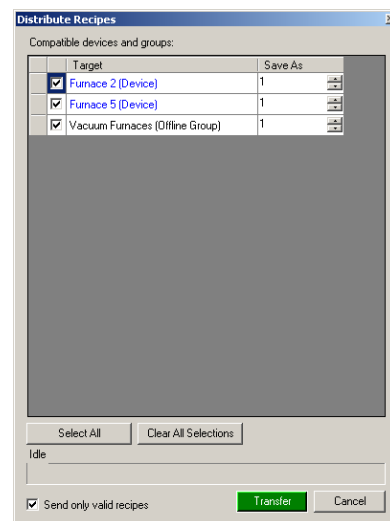 Distribute Recipes
Compatible devices and groups:
Target Save As
Furnace 2 (Device) 1
Furnace 5 (Device) 1
Vacuum Furnaces (Offline Group) 1
Select All Clear All Selections
Idle
Send only valid recipes Transfer Cancel